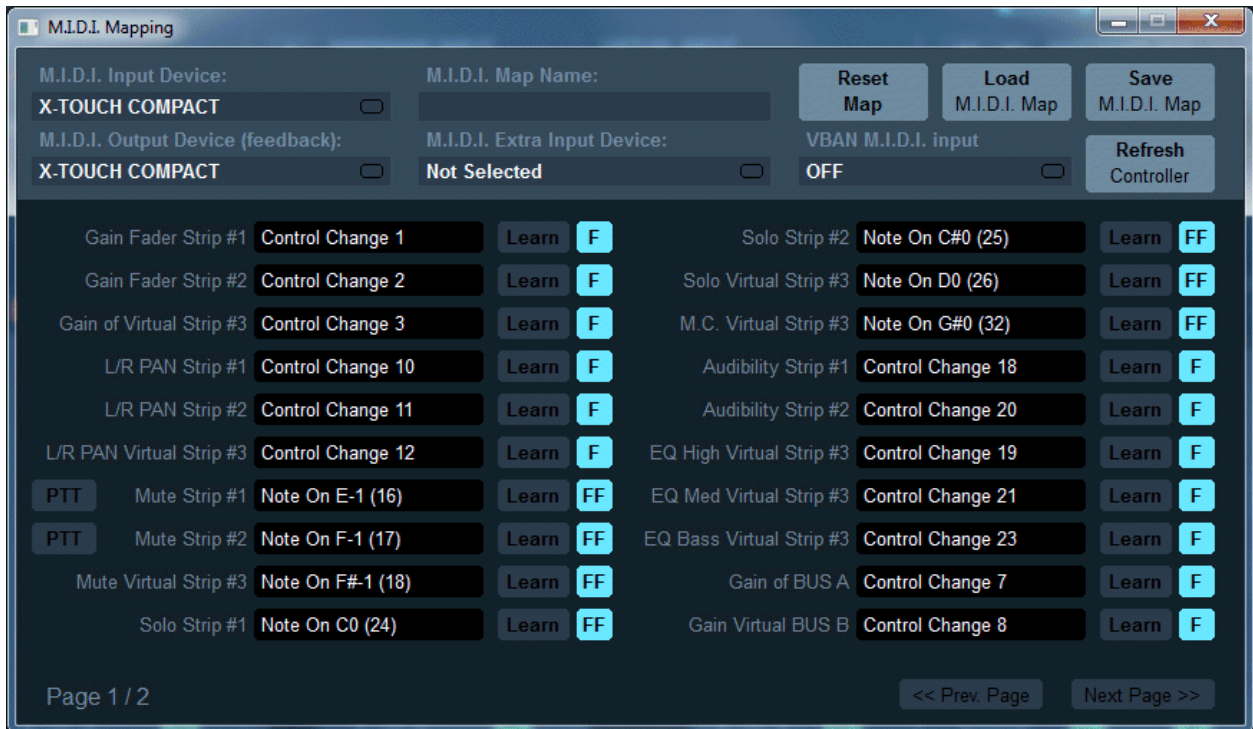 M.I.D.I. Mapping
M.I.D.I. Input Device:
X-TOUCH COMPACT
M.I.D.I. Map Name:
Reset
Map
Load
M.I.D.I. Map
Save
M.I.D.I. Map
M.I.D.I. Output Device (feedback):
X-TOUCH COMPACT
M.I.D.I. Extra Input Device:
Not Selected
VBAN M.I.D.I. input
OFF
Refresh
Controller
Gain Fader Strip #1 Control Change 1 Learn F
Gain Fader Strip #2 Control Change 2 Learn F
Gain of Virtual Strip #3 Control Change 3 Learn F
L/R PAN Strip #1 Control Change 10 Learn F
L/R PAN Strip #2 Control Change 11 Learn F
L/R PAN Virtual Strip #3 Control Change 12 Learn F
PTT Mute Strip #1 Note On E-1 (16) Learn FF
PTT Mute Strip #2 Note On F-1 (17) Learn FF
Mute Virtual Strip #3 Note On F#-1 (18) Learn FF
Solo Strip #1 Note On C0 (24) Learn FF
Solo Strip #2 Note On C#0 (25) Learn FF
Solo Virtual Strip #3 Note On D0 (26) Learn FF
M.C. Virtual Strip #3 Note On G#0 (32) Learn FF
Audibility Strip #1 Control Change 18 Learn F
Audibility Strip #2 Control Change 20 Learn F
EQ High Virtual Strip #3 Control Change 19 Learn F
EQ Med Virtual Strip #3 Control Change 21 Learn F
EQ Bass Virtual Strip #3 Control Change 23 Learn F
Gain of BUS A Control Change 7 Learn F
Gain Virtual BUS B Control Change 8 Learn F
Page 1 / 2
<< Prev. Page
Next Page >>